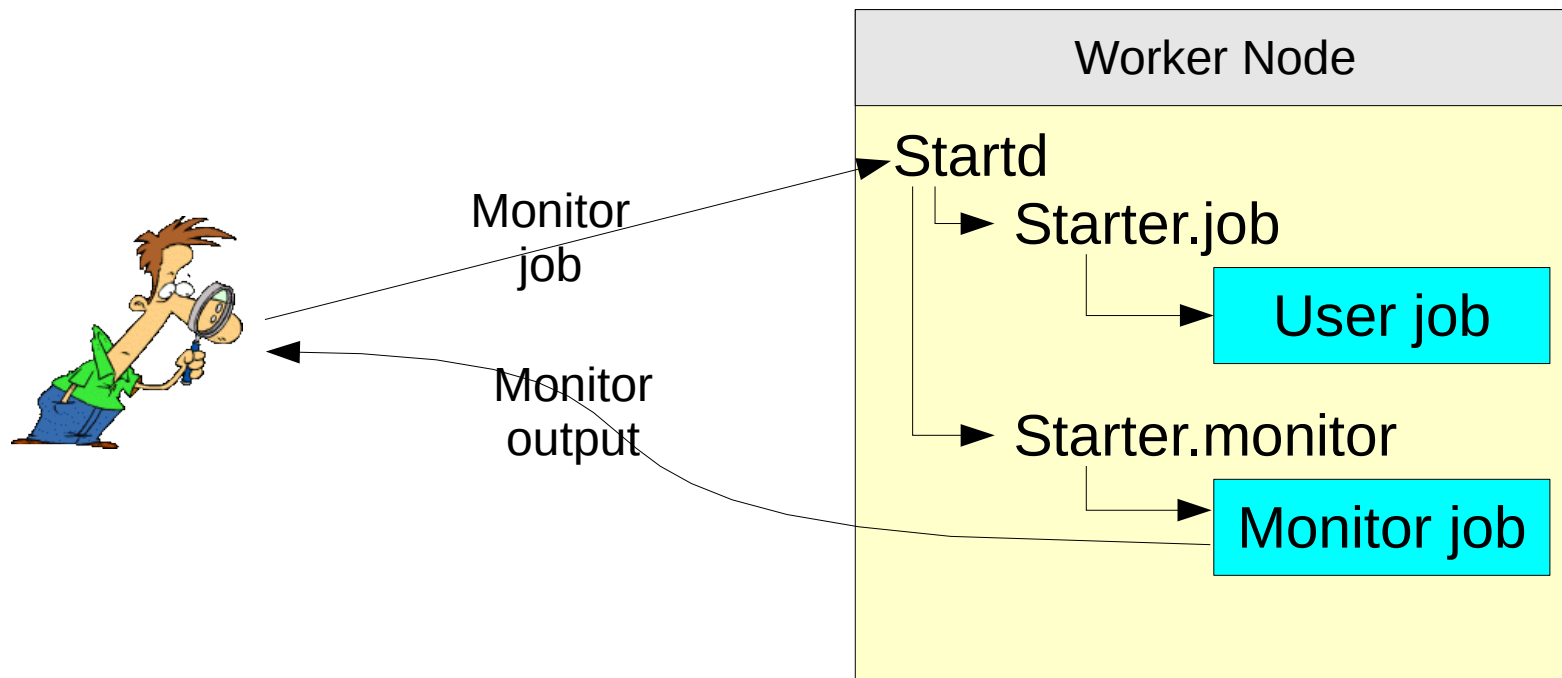 Worker Node
Startd
Monitor
job
Starter.job
User job
Monitor
output
Starter.monitor
Monitor job